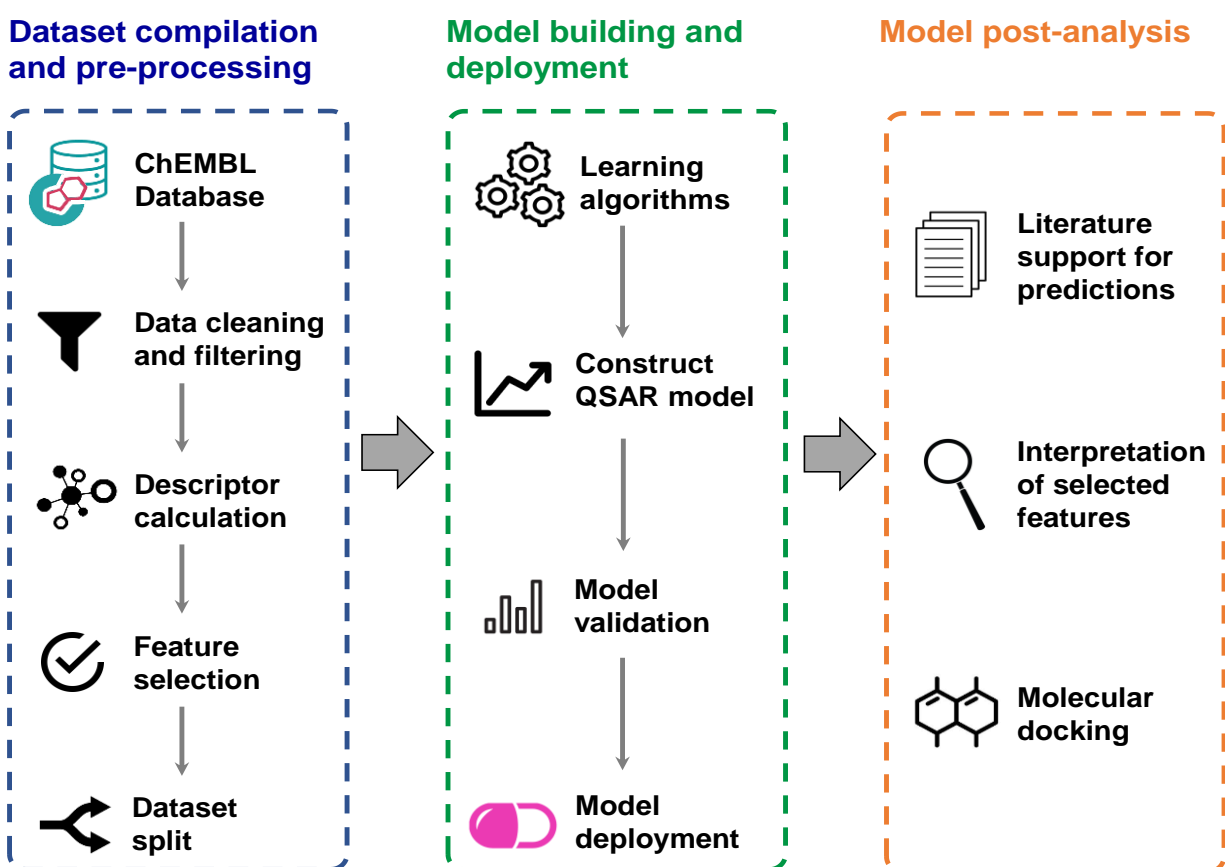 Dataset compilation
and pre-processing
ChEMBL
Database
Data cleaning
and filtering
Descriptor
calculation
Feature
selection
Dataset
split
Model building and
deployment
Learning
algorithms
Construct
QSAR model
Model
validation
Model
deployment
Model post-analysis
Literature
support for
predictions
Interpretation
of selected
features
Molecular
docking